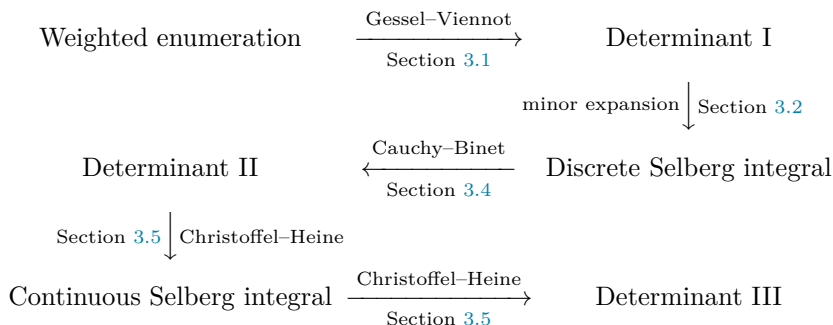 Gessel–Viennot
Weighted enumeration Determinant I
Section 3.1
minor expansion Section 3.2
Cauchy–Binet
Determinant II Discrete Selberg integral
Section 3.4
Section 3.5 Christoffel–Heine
Christoffel–Heine
Continuous Selberg integral Determinant III
Section 3.5